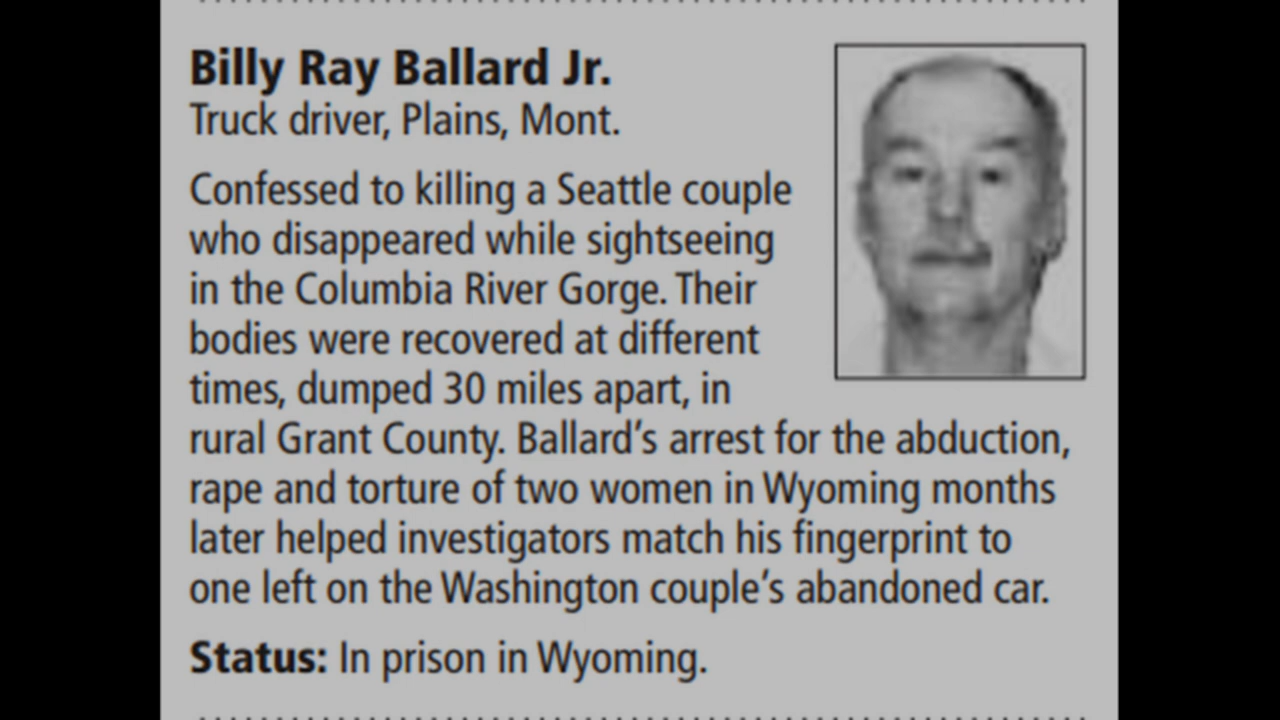 Billy Ray Ballard Jr.
Truck driver, Plains, Mont.
Confessed to killing a Seattle couple
who disappeared while sightseeing
in the Columbia River Gorge. Their
bodies were recovered at different
times, dumped 30 miles apart, in
rural Grant County. Ballard’s arrest for the abduction,
rape and torture of two women in Wyoming months
later helped investigators match his fingerprint to
one left on the Washington couple’s abandoned car.
Status: In prison in Wyoming.